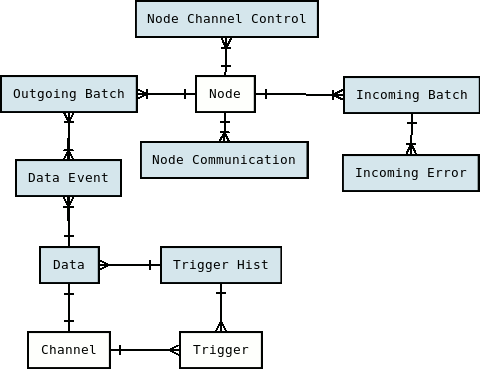 Node Channel Control
Outgoing Batch
Node
Incoming Batch
Node Communication
Data Event
Incoming Error
Data
Trigger Hist
Channel
Trigger